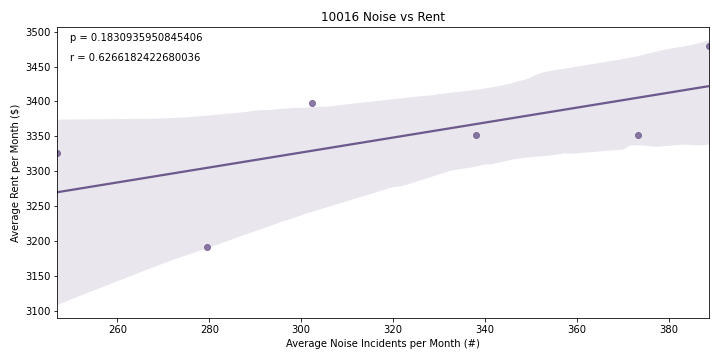 10016 Noise vs Rent
p = 0.1830935950845406
r = 0.6266182422680036
3500
3450
3400
3350
3300
3250
3200
3150
3100
Average Rent per Month ($)
260 280 300 320 340 360 380
Average Noise Incidents per Month (#)